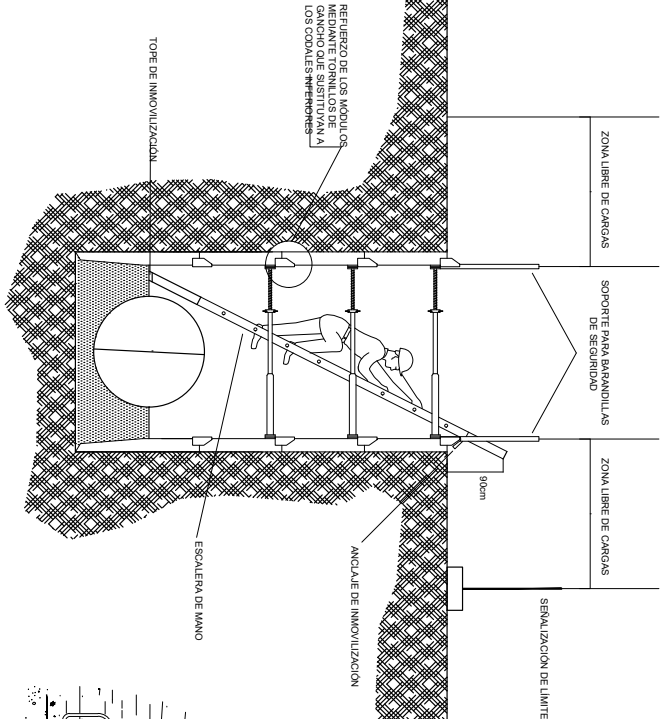 ZONA LIBRE DE CARGAS
SOPORTE PARA BARANDILLAS
DE SEGURIDAD
ZONA LIBRE DE CARGAS
SEÑALIZACIÓN DE LÍMITE
90cm
REFUERZO DE LOS MÓDULOS
MEDIANTE TORNILLOS DE
GANCHO QUE SUSTITUYAN A
LOS CODALES INFERIORES
ANCLAJE DE INMOVILIZACIÓN
TOPE DE INMOVILIZACIÓN
ESCALERA DE MANO